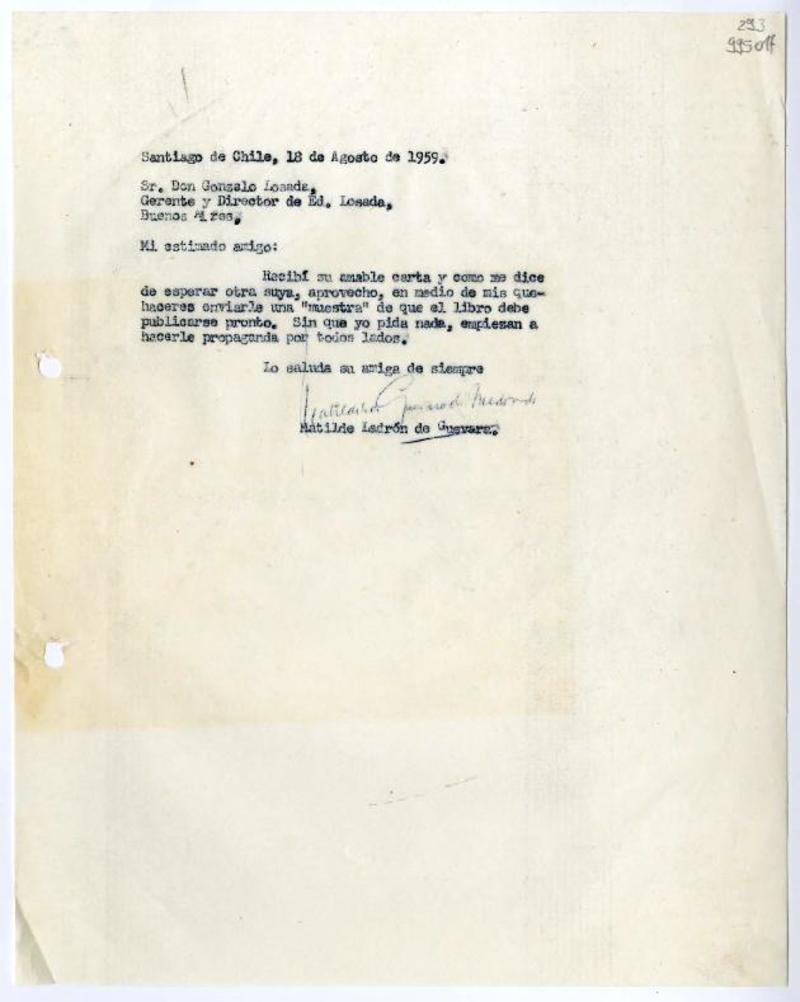 293
995017
Santiago de Chile, 18 de Agosto de 1959.
Sr. Don Gonzalo Losada,
Gerente y Director de Ed. Losada,
Buenos Aires,
Mi estimado amigo:
Recibí su amable carta y como me dice
de esperar otra suya, aprovecho, en medio de mis que-
haceres enviarle una "muestra" de que el libro debe
publicarse pronto. Sin que yo pida nada, empiezan a
hacerle propaganda por todos lados.
Lo saluda su amiga de siempre
Matilde Ladrón de Guevara.